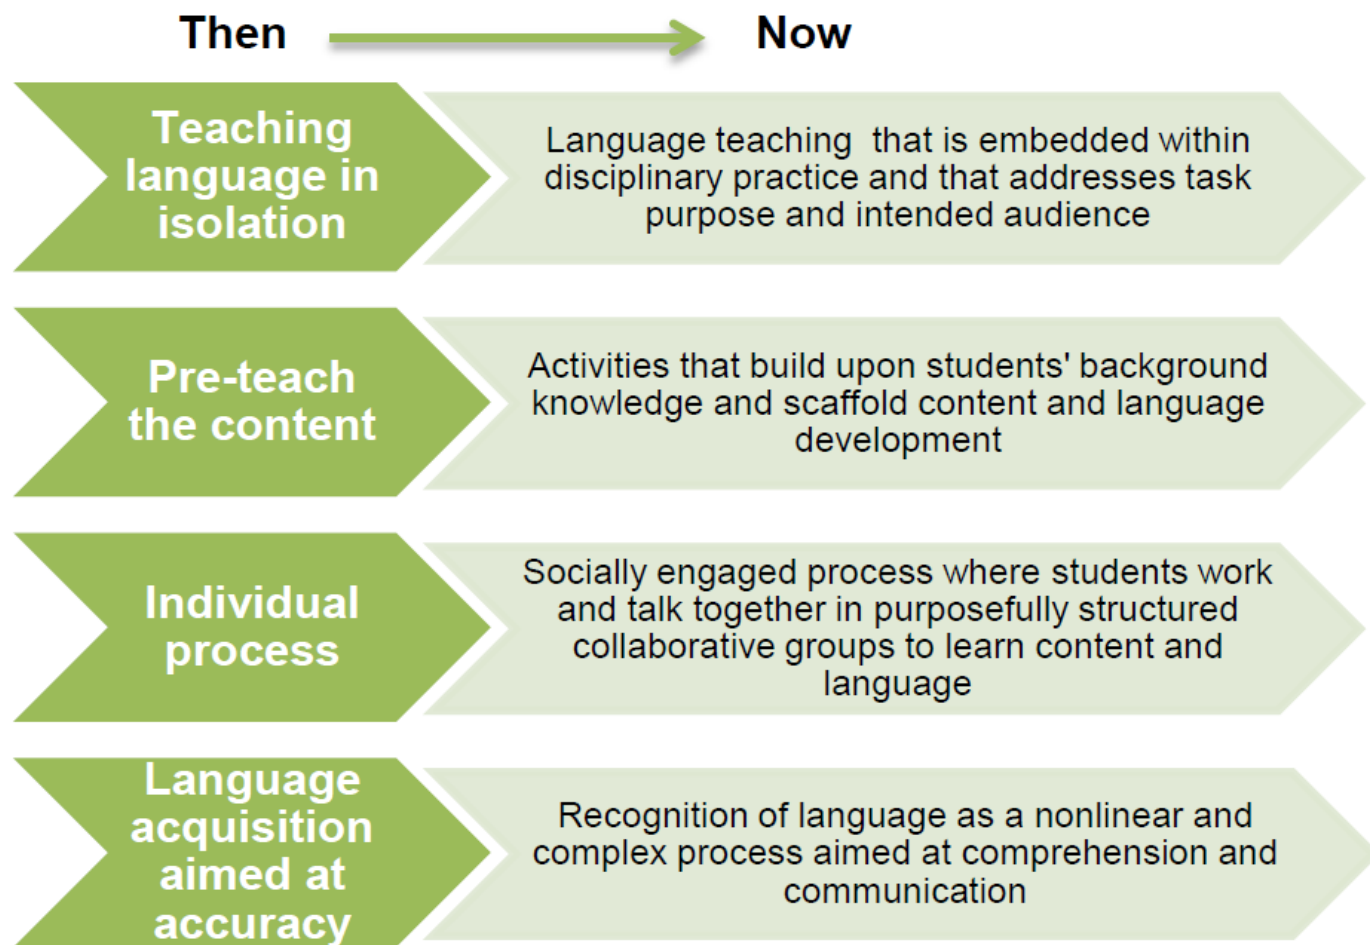 Then
Now
Teaching
language in
isolation
Language teaching  that is embedded within
disciplinary practice and that addresses task
purpose and intended audience
Pre-teach
the content
Activities that build upon students' background
knowledge and scaffold content and language
development
Individual
process
Socially engaged process where students work
and talk together in purposefully structured
collaborative groups to learn content and
language
Language
acquisition
aimed at
accuracy
Recognition of language as a nonlinear and
complex process aimed at comprehension and
communication